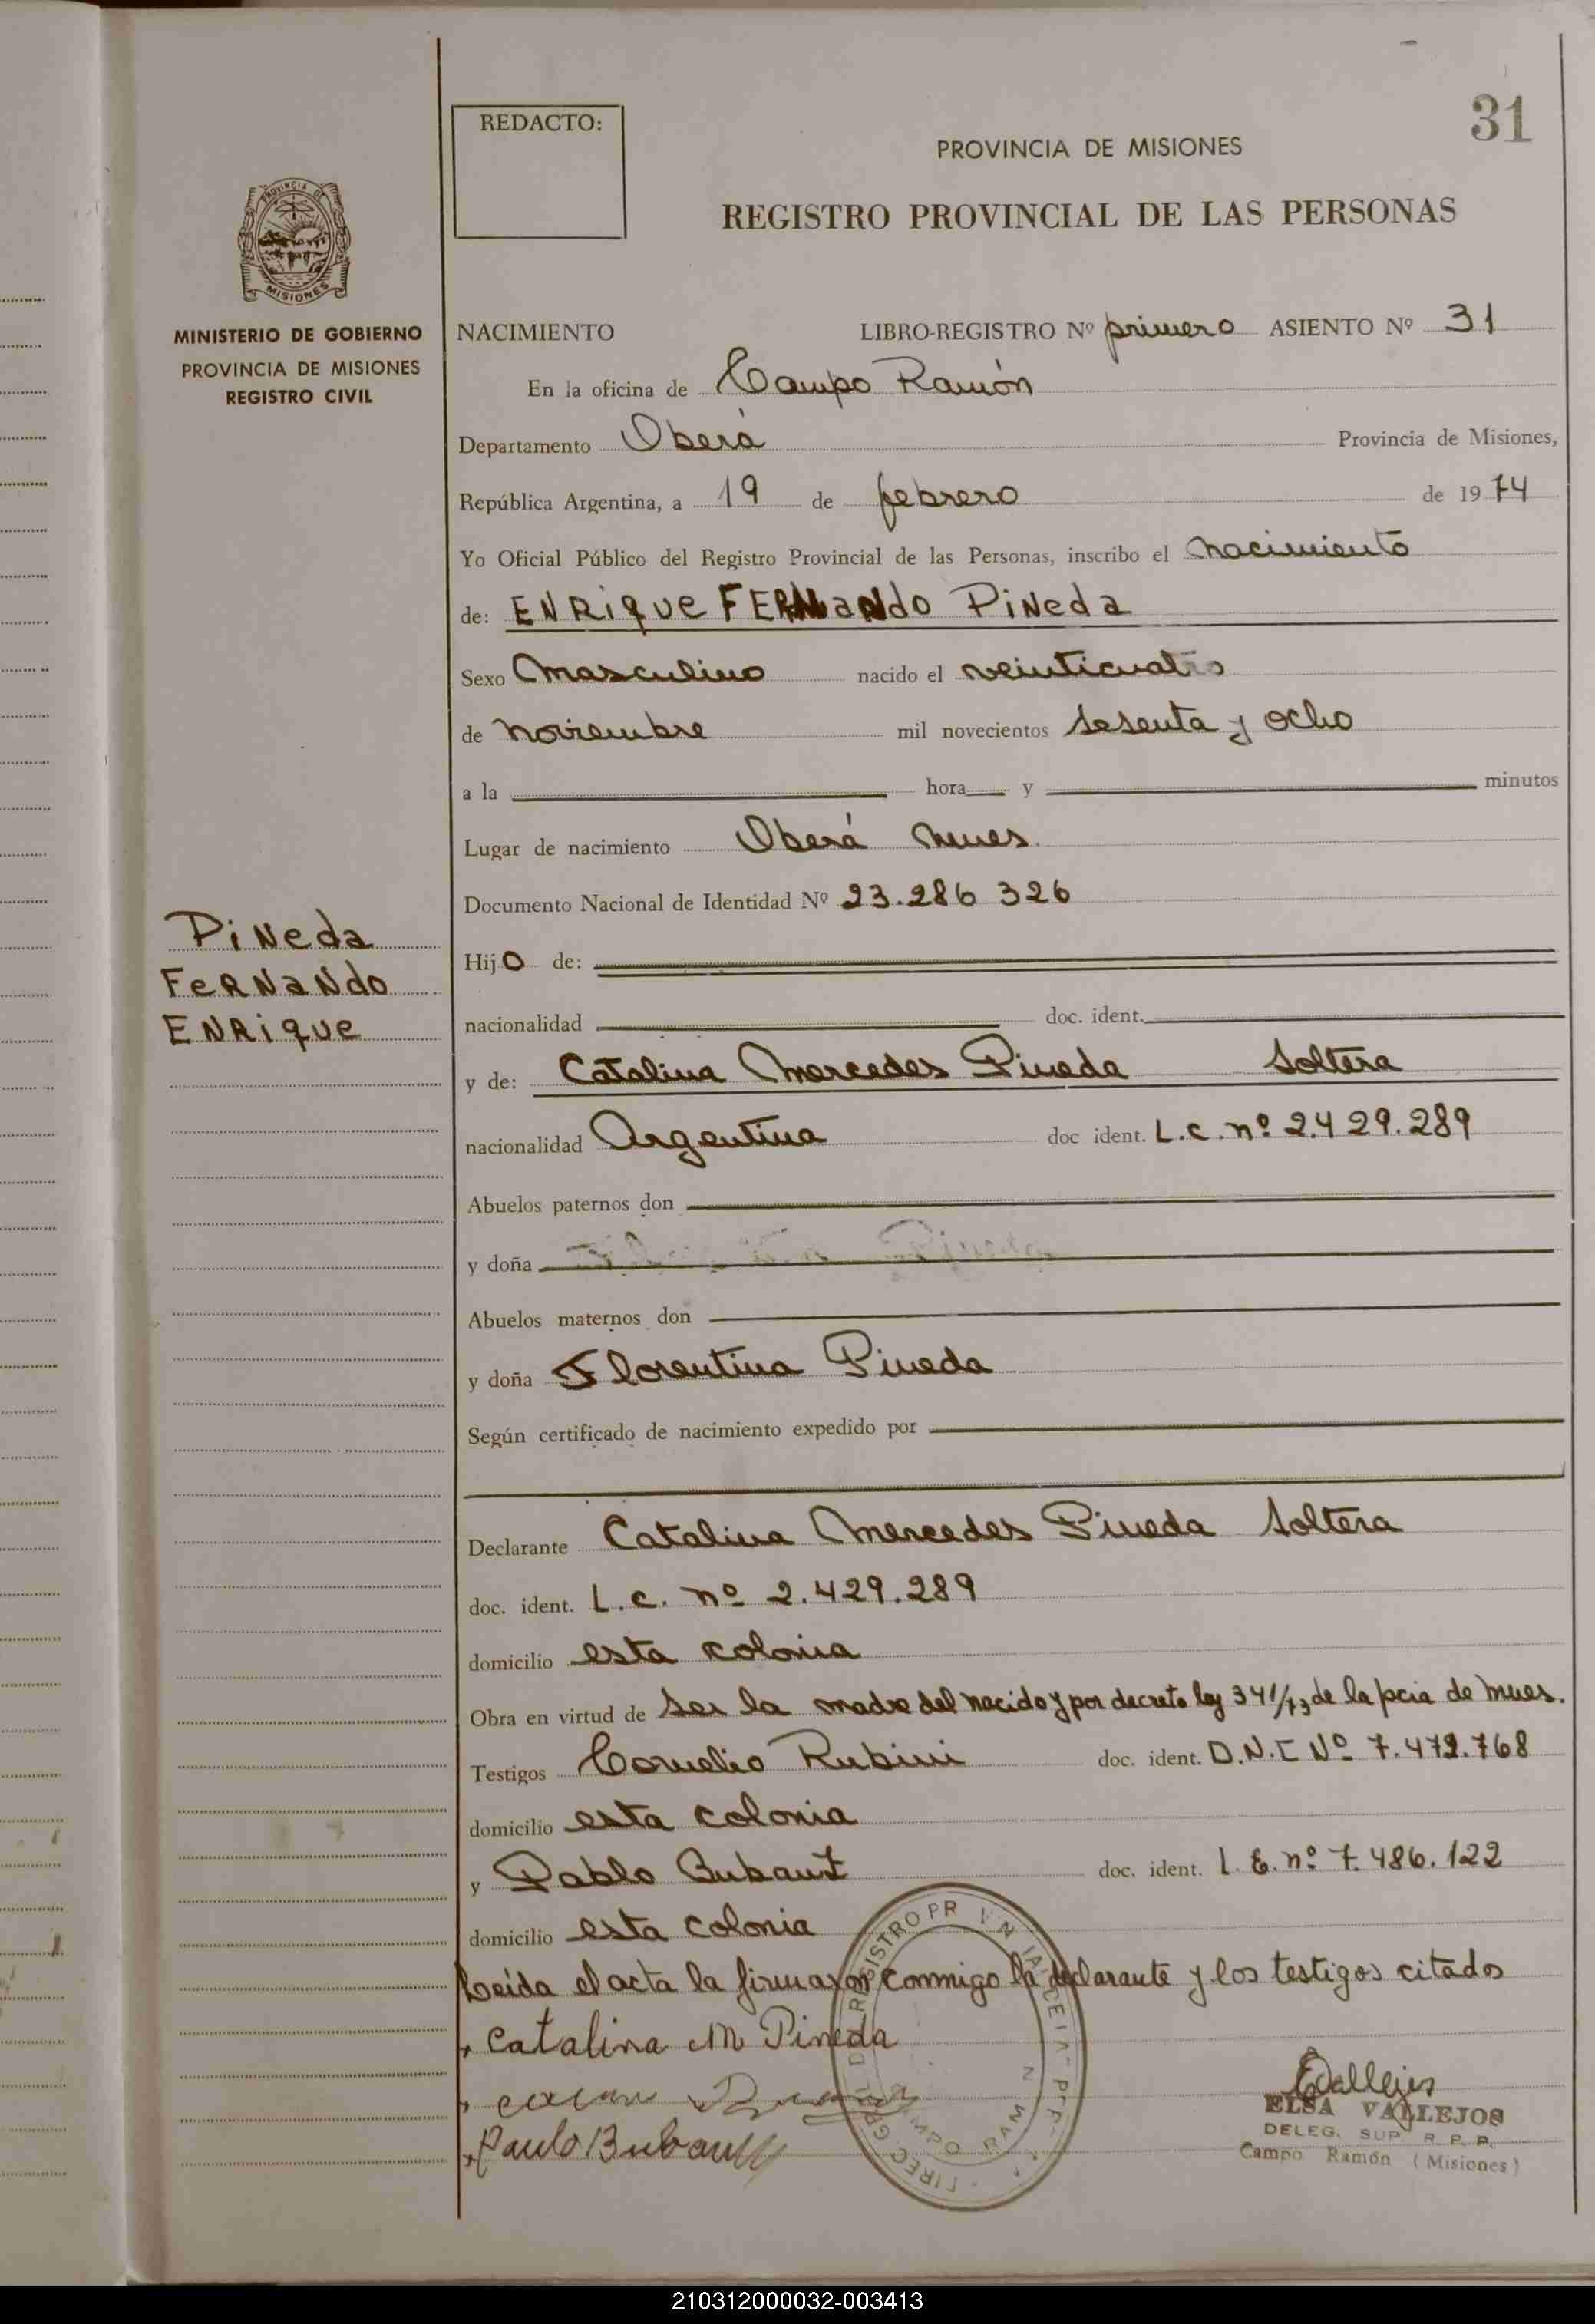 31
REDACTO:
PROVINCIA DE MISIONES
REGISTRO PROVINCIAL DE LAS PERSONAS
PROVINCIA DE
MISIONES
MINISTERIO DE GOBIERNO
PROVINCIA DE MISIONES
REGISTRO CIVIL
NACIMIENTO LIBRO-REGISTRO Nº primero ASIENTO Nº 31
En la oficina de Campo Ramón
Departamento Oberá Provincia de Misiones,
República Argentina, a 19 de febrero de 1974
Yo Oficial Público del Registro Provincial de las Personas, inscribo el nacimiento
de: ENRique FERNando Pineda
Sexo Masculino nacido el veinticuatro
de noviembre mil novecientos sesenta y ocho
a la hora y minutos
Lugar de nacimiento Oberá Mnes.
Documento Nacional de Identidad Nº 23.286 326
Pineda
FeRNaNdo
ENRique
Hijo de:
nacionalidad doc. ident.
y de: Catalina Mercedes Pineda Soltera
nacionalidad Argentina doc ident. L.C. nº 2.429.289
Abuelos paternos don
y doña
Abuelos maternos don
y doña Florentina Pineda
Según certificado de nacimiento expedido por
Declarante Catalina Mercedes Pineda Soltera
doc. ident. L.C. nº 2.429.289
domicilio esta colonia
Obra en virtud de ser la madre del nacido y por decreto ley 341/73 de la pcia de Mnes.
Testigos Cornelio Rubini doc. ident. D.N.I Nº 7.472.768
domicilio esta colonia
y Pablo doc. ident. L.E. nº 7.486.122
domicilio esta colonia
Leída el acta la firmaron conmigo la declarante y los testigos citados
Catalina M Pineda
Paulo
EVallejos
ELSA VALLEJOS
DELEG. SUP. R. P. P.
Campo Ramón (Misiones)
210312000032-003413